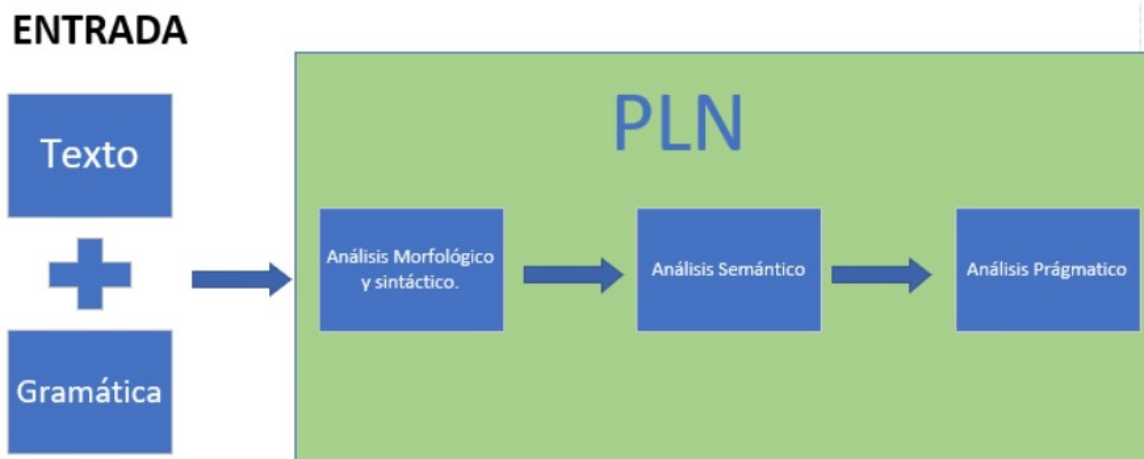 ENTRADA
Texto
Gramática
PLN
Análisis Morfológico
y sintáctico.
Análisis Semántico
Análisis Prágmatico